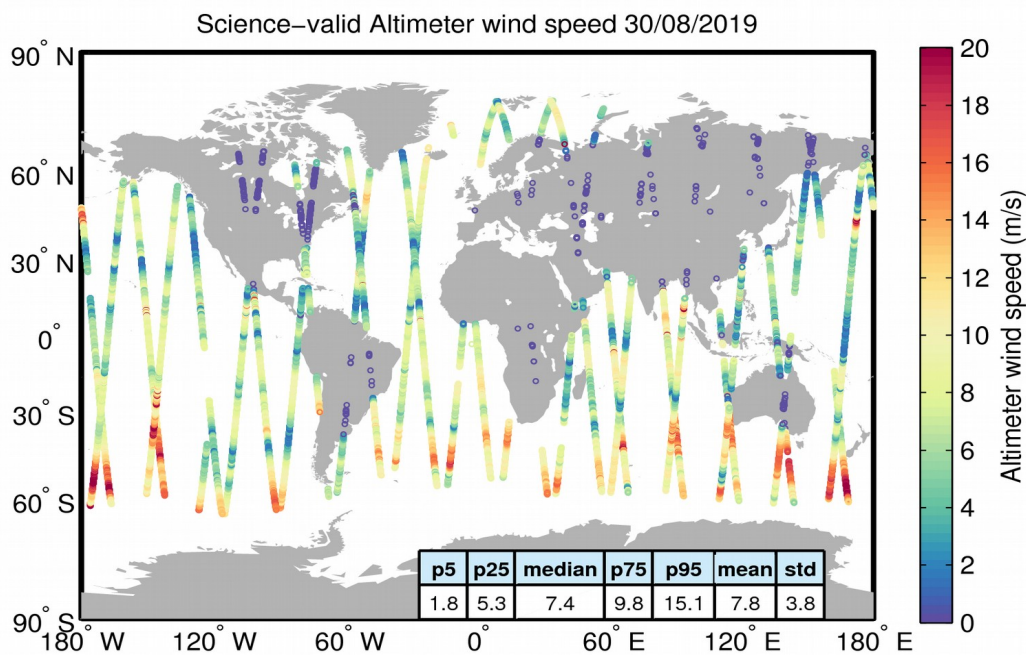 Science−valid Altimeter wind speed 30/08/2019
90° N
60° N
30° N
0°
30° S
60° S
90° S
180° W
120° W
60° W
0°
60° E
120° E
180° E
p5 p25 median p75 p95 mean std
1.8 5.3 7.4 9.8 15.1 7.8 3.8
20
18
16
14
12
10
8
6
4
2
0
Altimeter wind speed (m/s)